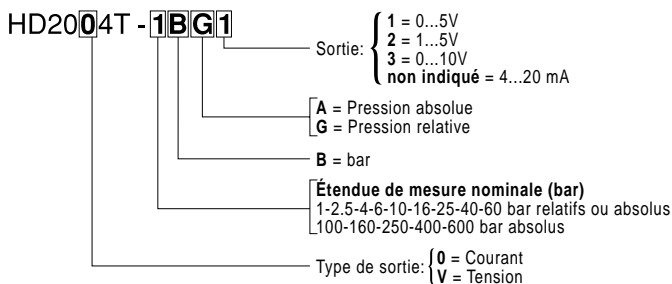 HD2004T - 1BG1
Sortie:
1 = 0...5V
2 = 1...5V
3 = 0...10V
non indiqué = 4...20 mA
A = Pression absolue
G = Pression relative
B = bar
Étendue de mesure nominale (bar)
1-2.5-4-6-10-16-25-40-60 bar relatifs ou absolus
100-160-250-400-600 bar absolus
Type de sortie:
0 = Courant
V = Tension